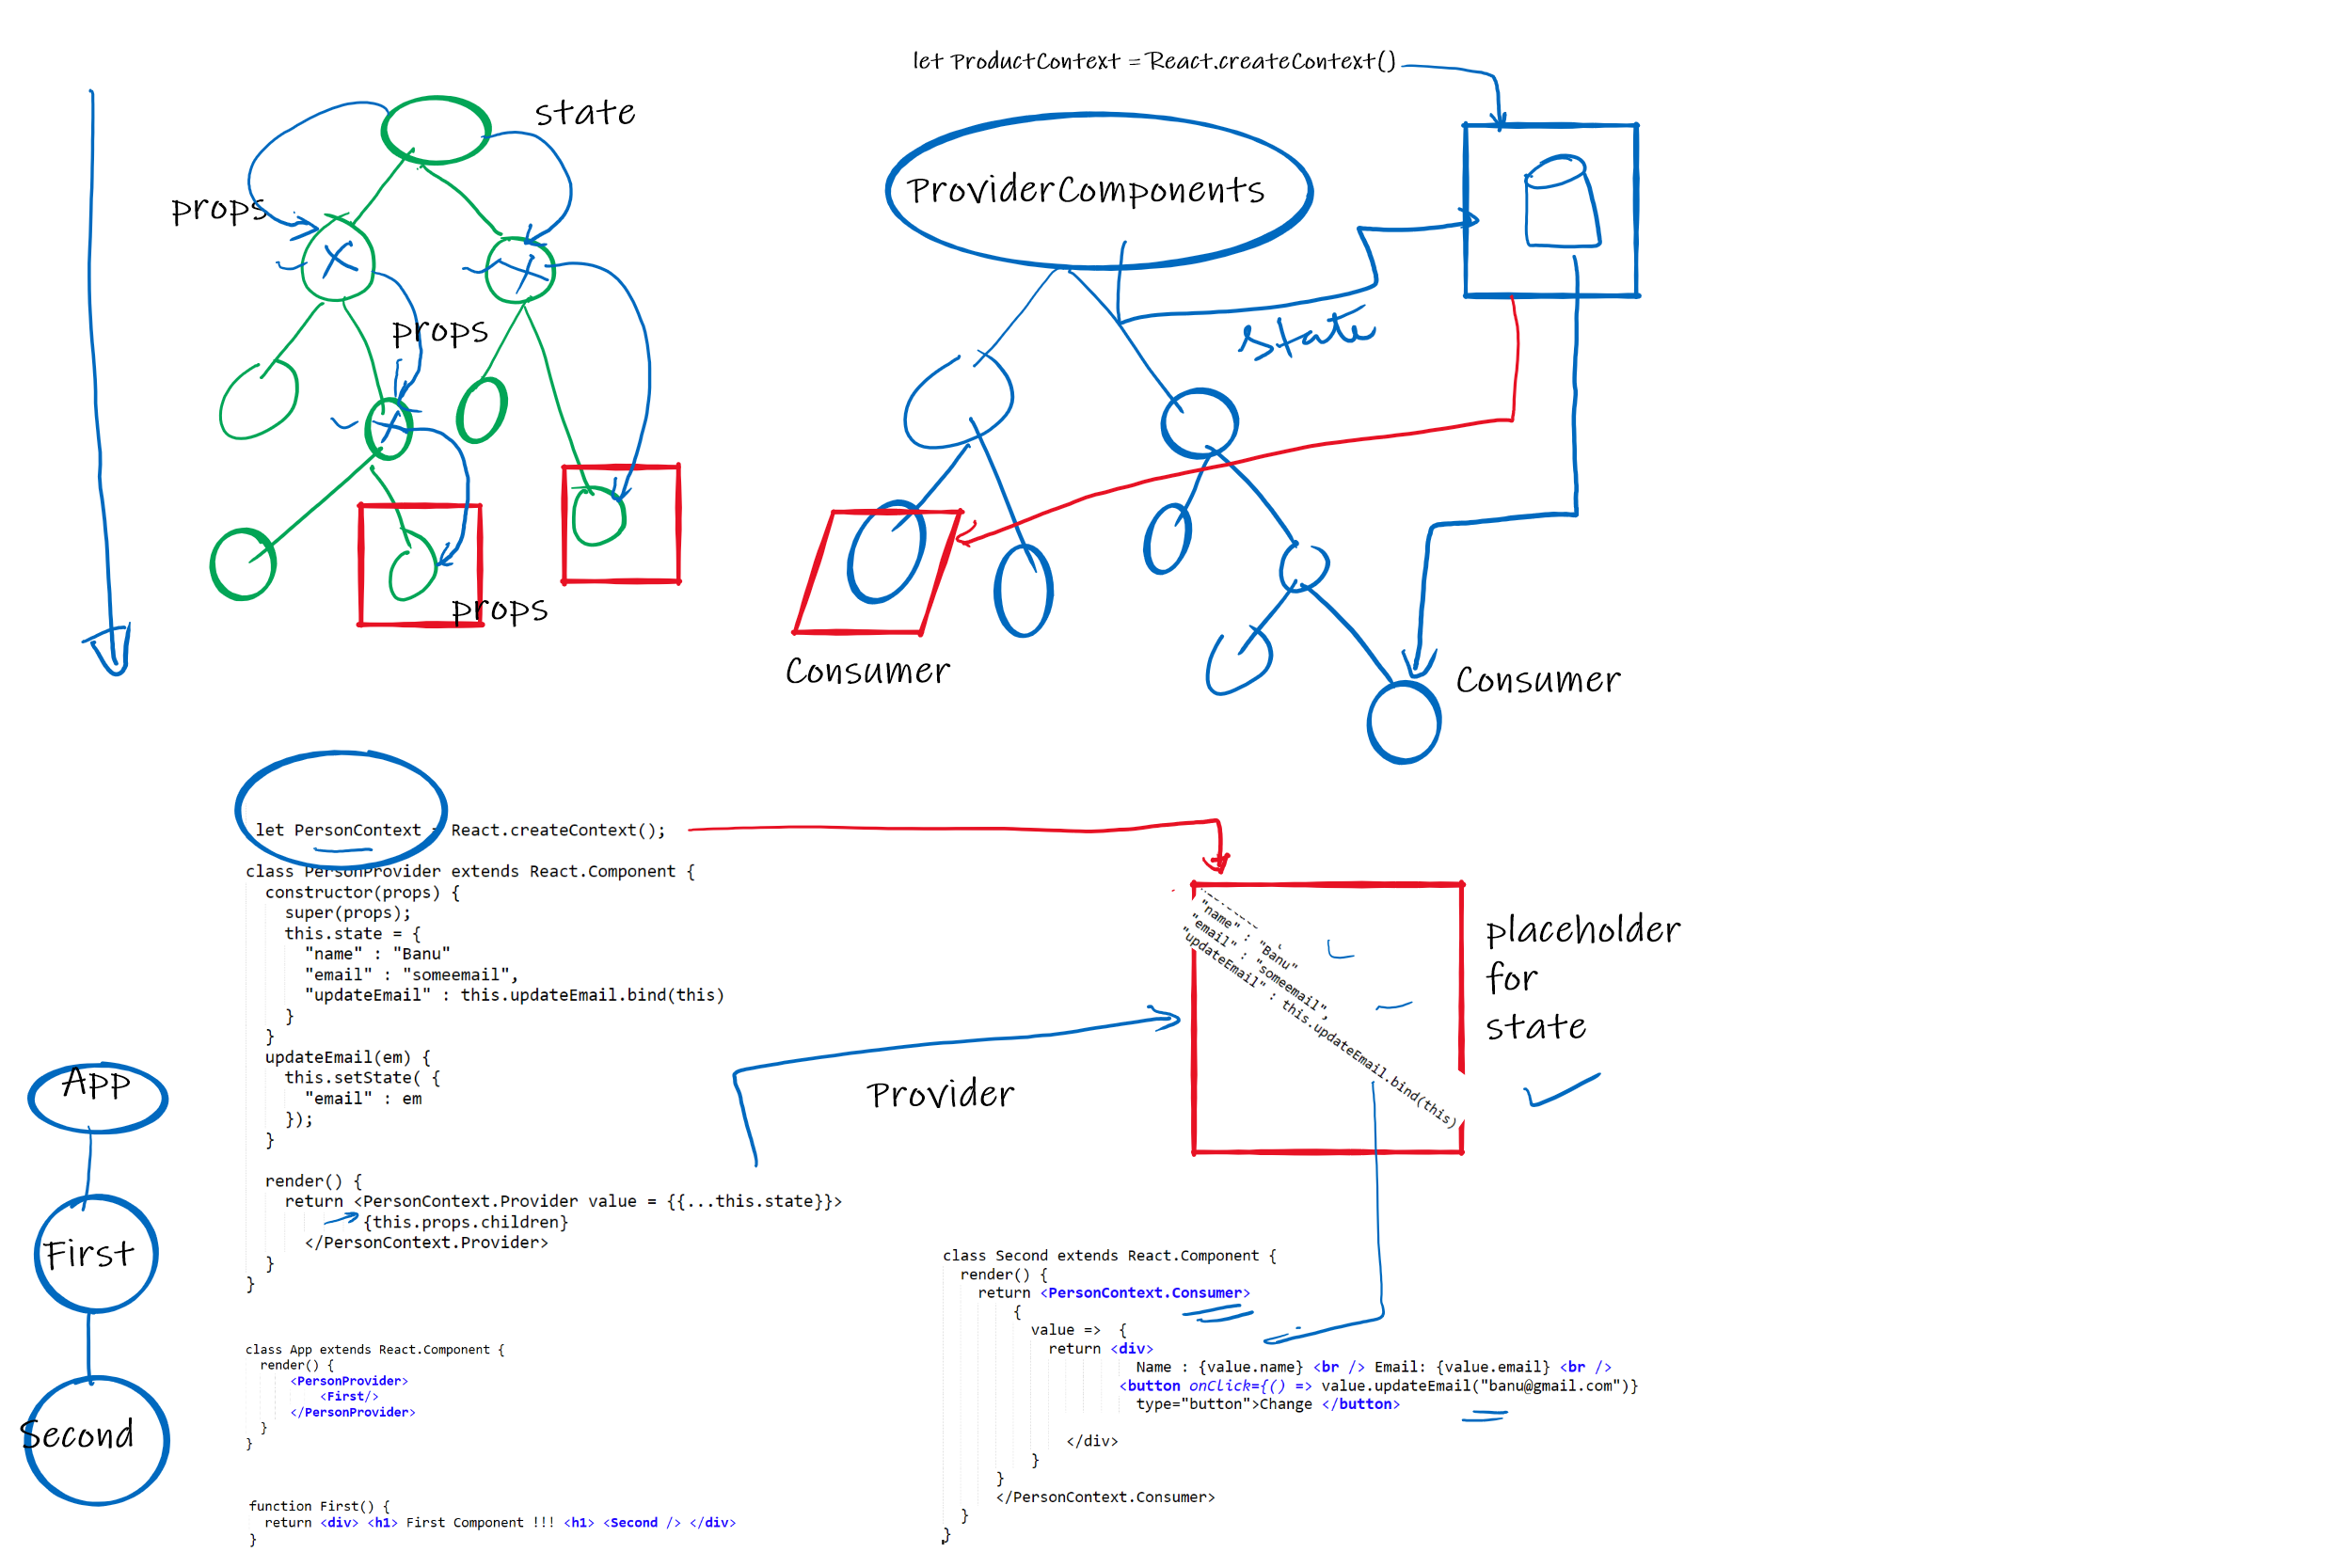 let ProductContext = React.createContext()
state
ProviderComponents
props
props
state
props
Consumer
Consumer
let PersonContext = React.createContext();
class PersonProvider extends React.Component {
constructor(props) {
super(props);
this.state = {
"name" : "Banu"
"email" : "someemail",
"updateEmail" : this.updateEmail.bind(this)
}
}
updateEmail(em) {
this.setState( {
"email" : em
});
}
render() {
return <PersonContext.Provider value = {{...this.state}}>
{this.props.children}
</PersonContext.Provider>
}
}
"name" : "Banu"
"email" : "someemail",
"updateEmail" : this.updateEmail.bind(this)
placeholder
for
state
Provider
App
First
Second
class App extends React.Component {
render() {
<PersonProvider>
<First/>
</PersonProvider>
}
}
function First() {
return <div> <h1> First Component !!! <h1> <Second /> </div>
}
class Second extends React.Component {
render() {
return <PersonContext.Consumer>
{
value => {
return <div>
Name : {value.name} <br /> Email: {value.email} <br />
<button onClick={() => value.updateEmail("banu@gmail.com")}
type="button">Change </button>
</div>
}
}
</PersonContext.Consumer>
}
}